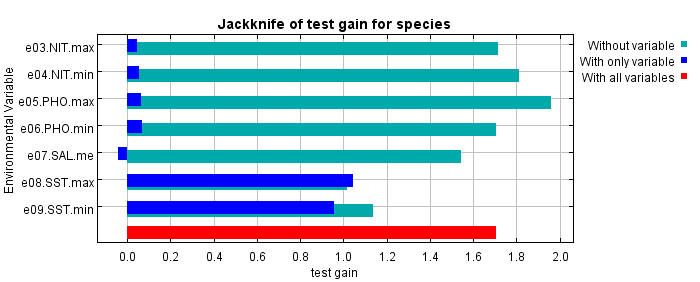 Jackknife of test gain for species
Environmental Variable
e03.NIT.max
e04.NIT.min
e05.PHO.max
e06.PHO.min
e07.SAL.me
e08.SST.max
e09.SST.min
0.0 0.2 0.4 0.6 0.8 1.0 1.2 1.4 1.6 1.8 2.0
test gain
Without variable
With only variable
With all variables